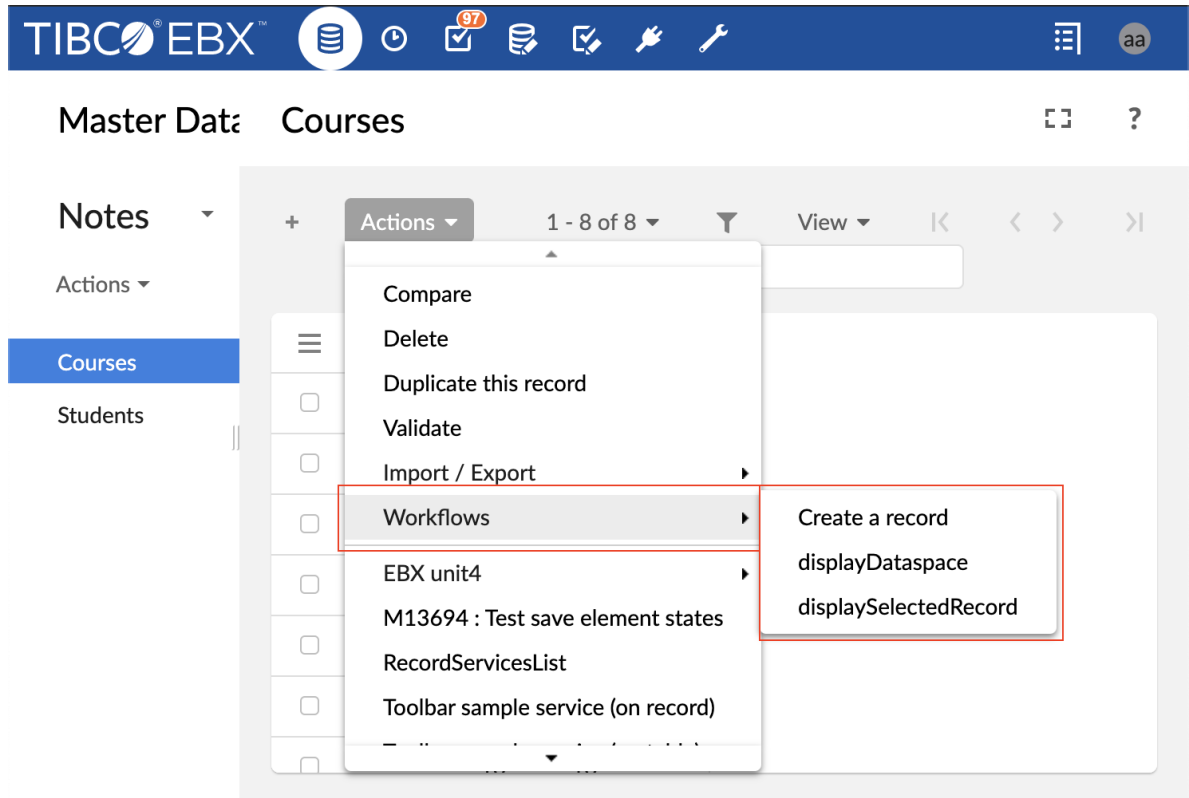 TIBCO® EBX™
97
aa
Master Data
Courses
?
Notes
+
Actions
1 - 8 of 8
View
Actions
Compare
Delete
Duplicate this record
Validate
Import / Export
Workflows
Create a record
displayDataspace
displaySelectedRecord
EBX unit4
M13694 : Test save element states
RecordServicesList
Toolbar sample service (on record)
Courses
Students